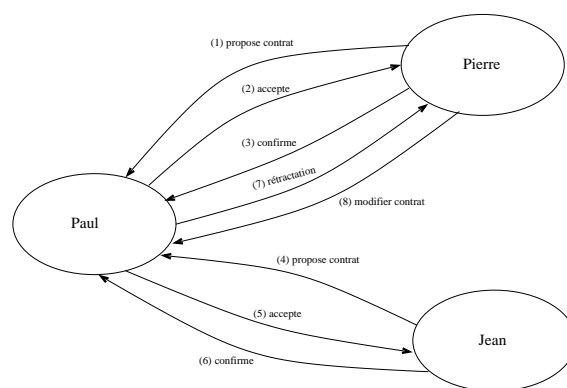 (1) propose contrat
Pierre
(2) accepte
(3) confirme
(7) rétractation
(8) modifier contrat
Paul
(4) propose contrat
(5) accepte
Jean
(6) confirme